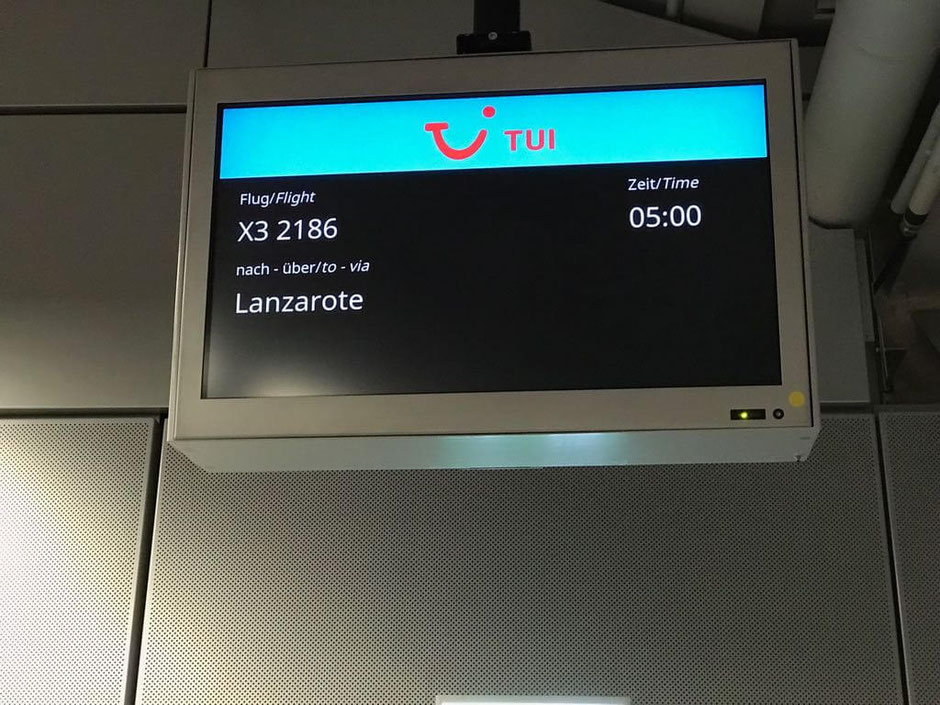 TUI
Flug/Flight
Zeit/Time
X3 2186
05:00
nach - über/to - via
Lanzarote